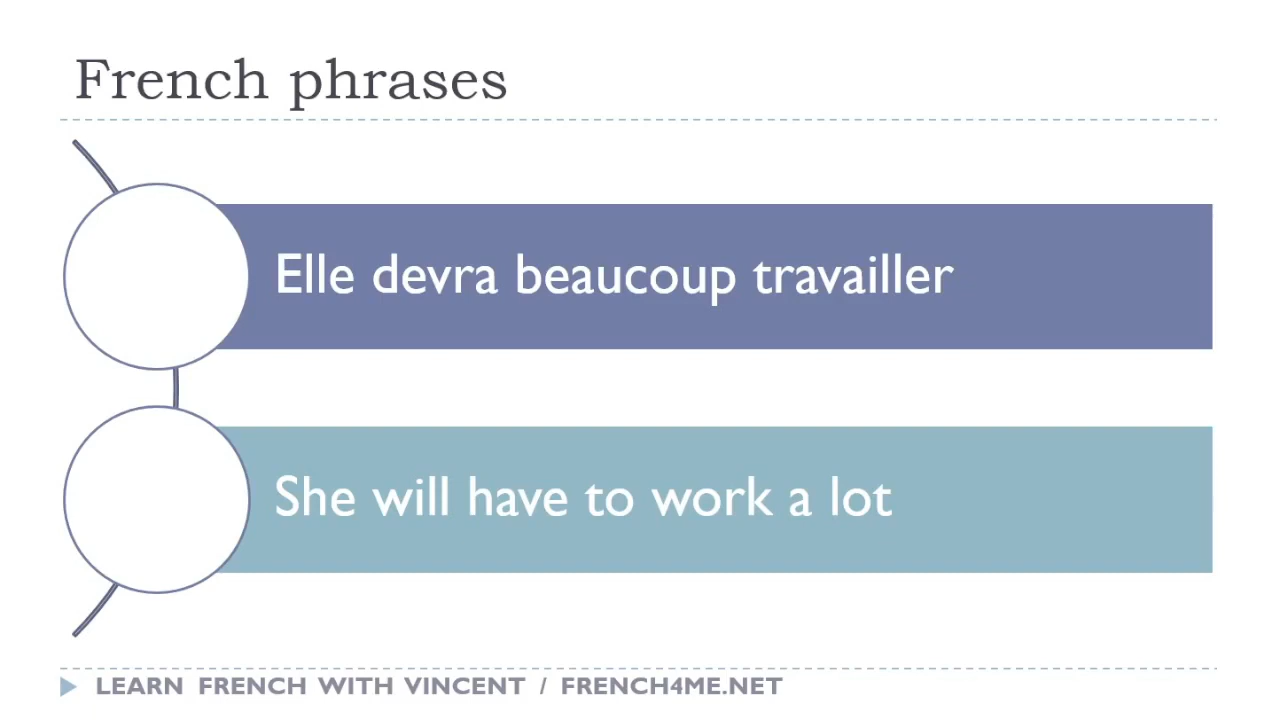 French phrases
Elle devra beaucoup travailler
She will have to work a lot
LEARN FRENCH WITH VINCENT / FRENCH4ME.NET